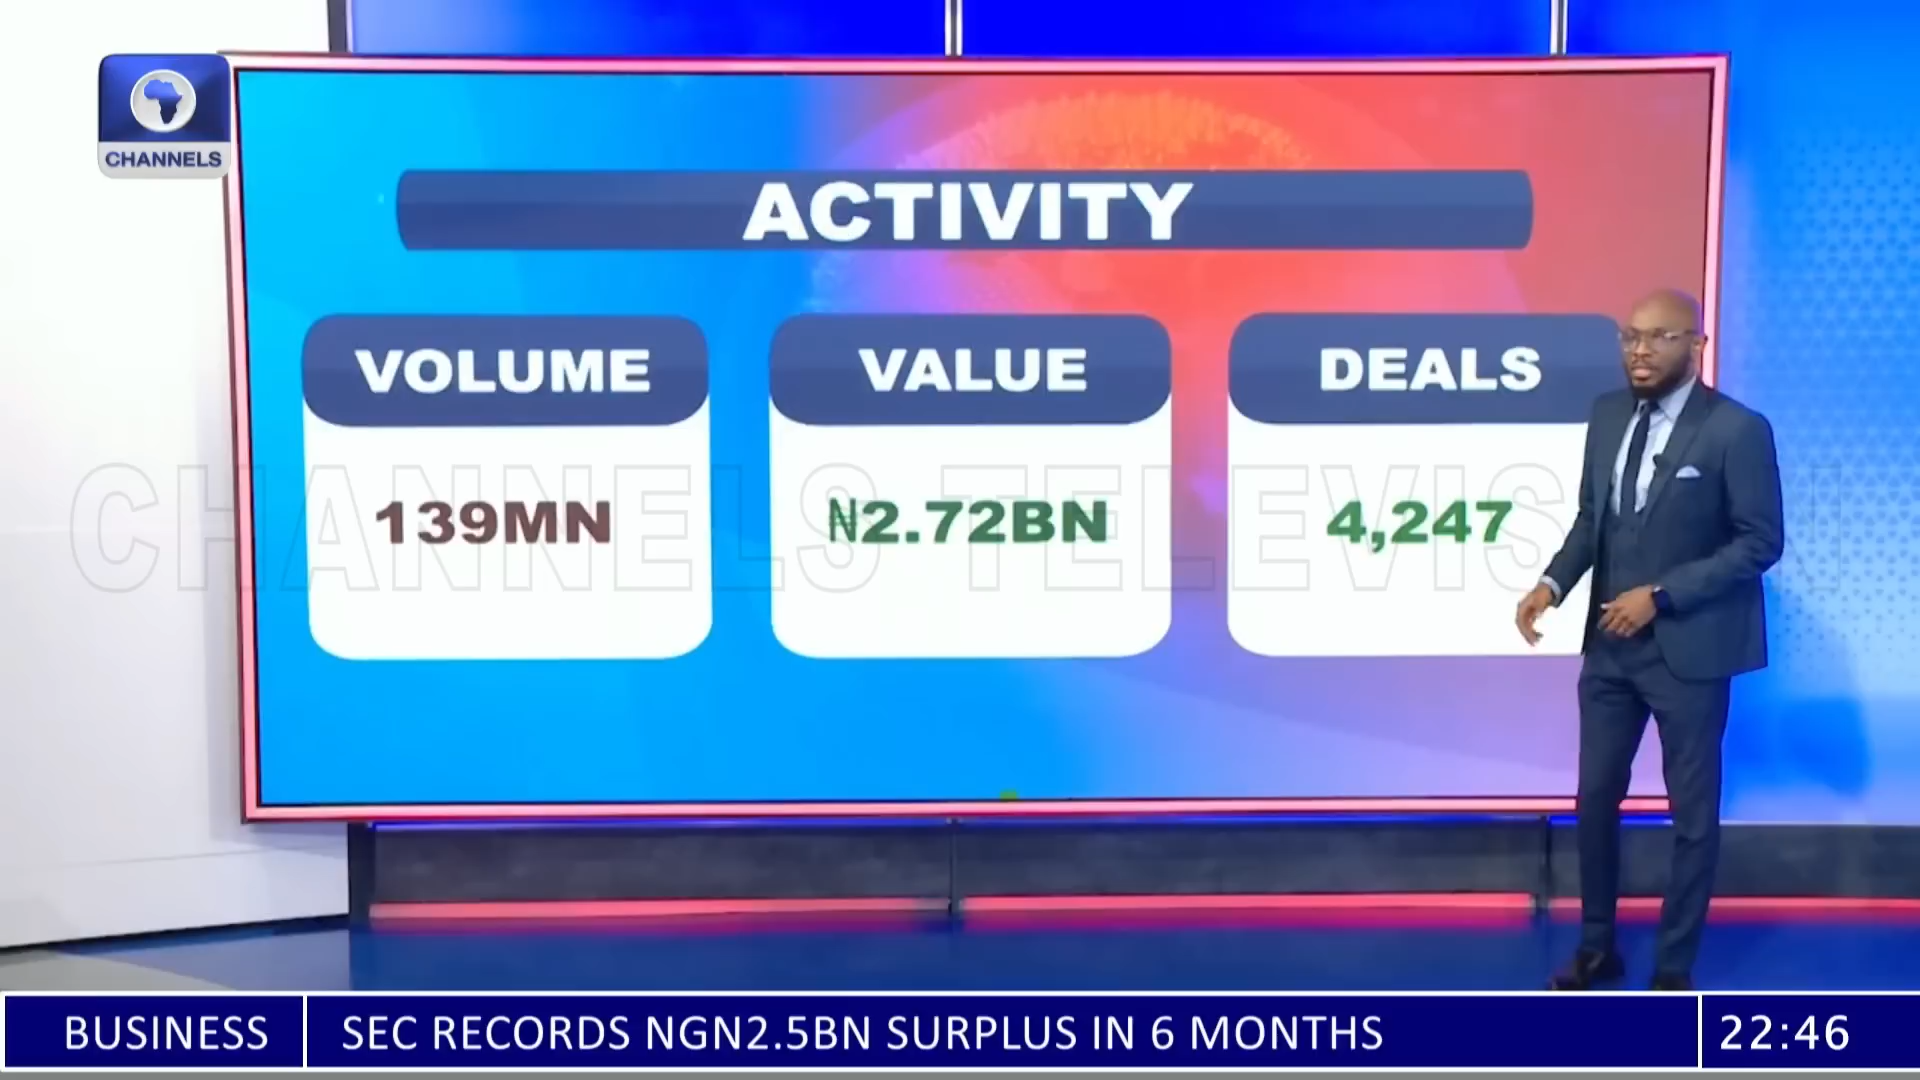 CHANNELS
ACTIVITY
VOLUME
VALUE
DEALS
139MN
₦2.72BN
4,247
CHANNELS TELEVISION
BUSINESS
SEC RECORDS NGN2.5BN SURPLUS IN 6 MONTHS
22:46